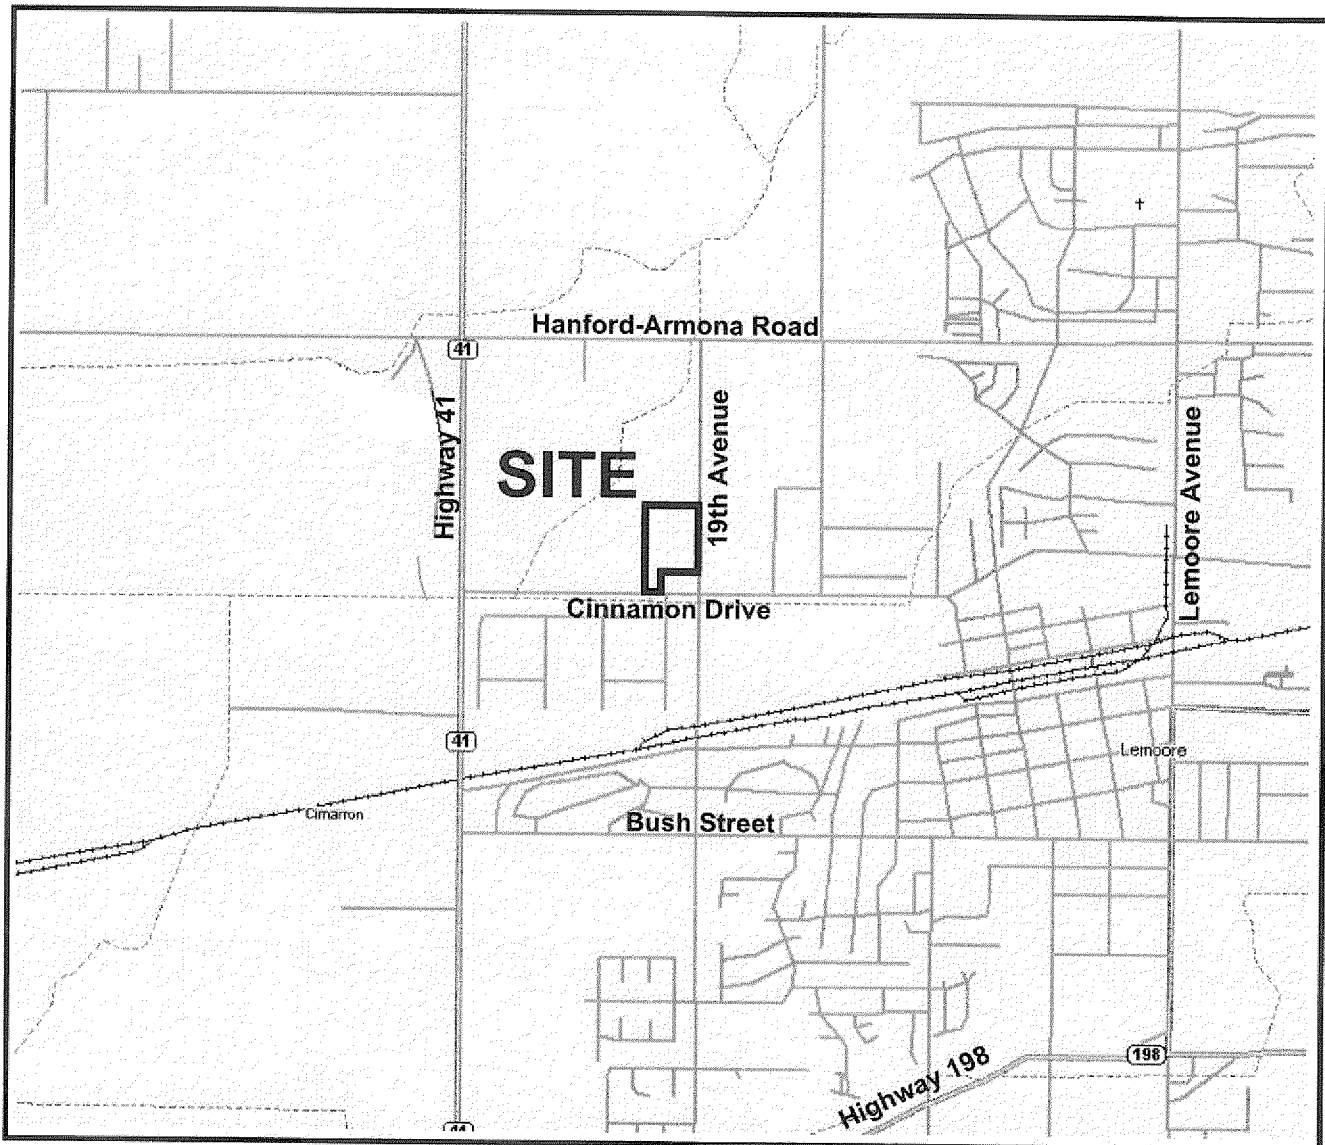 Hanford-Armona Road
41
Highway 41
SITE
19th Avenue
Lemoore Avenue
Cinnamon Drive
41
Lemoore
Cimarron
Bush Street
Highway 198
198
41